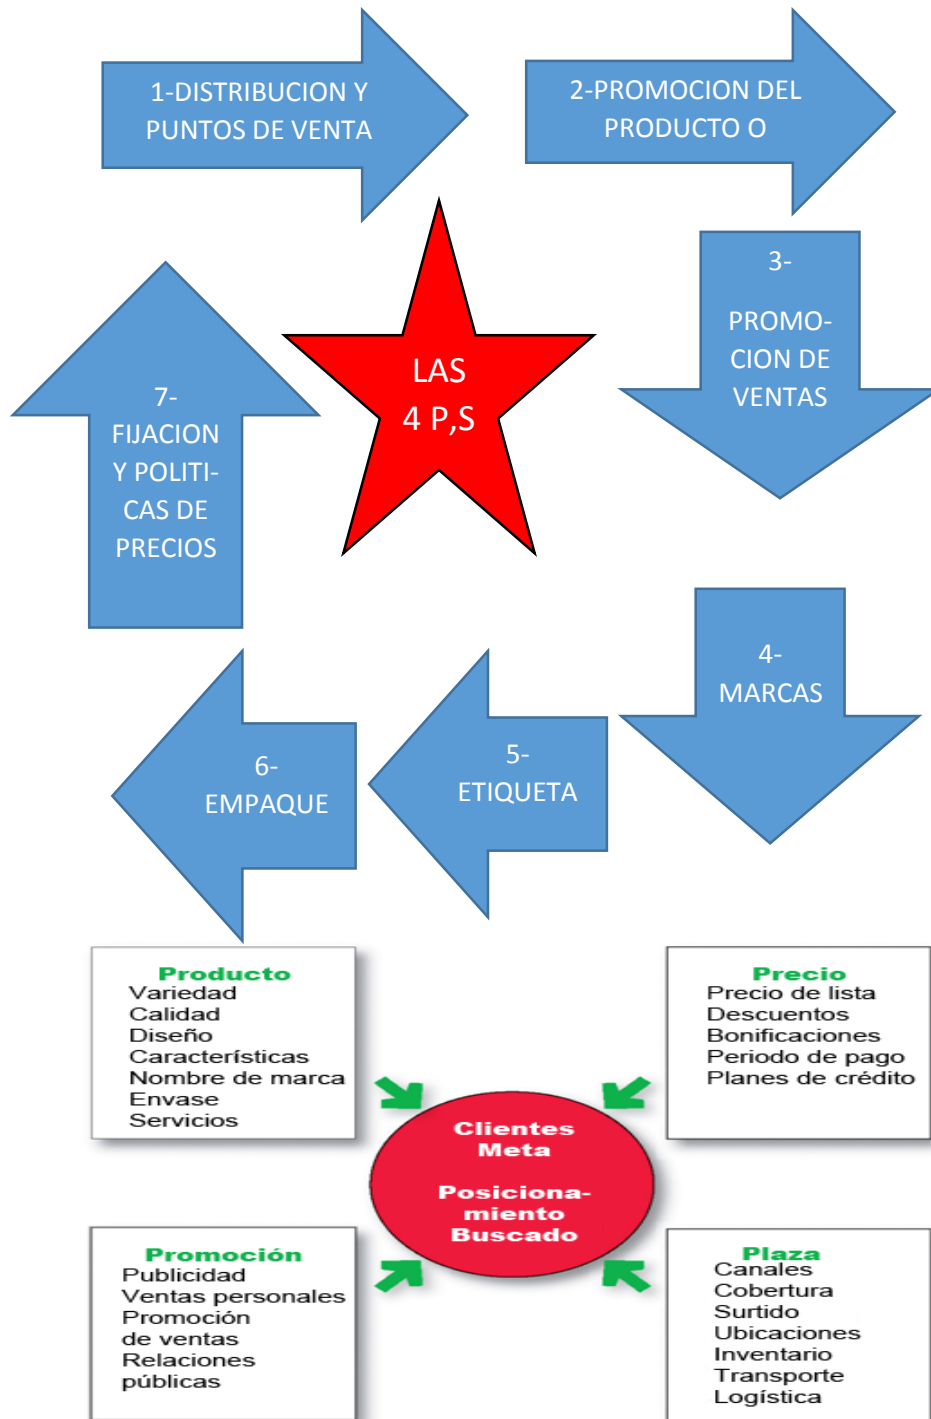 1-DISTRIBUCION Y
PUNTOS DE VENTA
2-PROMOCION DEL
PRODUCTO O
3-
PROMO-
CION DE
VENTAS
LAS
4 P,S
7-
FIJACION
Y POLITI-
CAS DE
PRECIOS
4-
MARCAS
5-
ETIQUETA
6-
EMPAQUE
Producto
Variedad
Calidad
Diseño
Características
Nombre de marca
Envase
Servicios
Precio
Precio de lista
Descuentos
Bonificaciones
Periodo de pago
Planes de crédito
Clientes
Meta
Posiciona-
miento
Buscado
Promoción
Publicidad
Ventas personales
Promoción
de ventas
Relaciones
públicas
Plaza
Canales
Cobertura
Surtido
Ubicaciones
Inventario
Transporte
Logística